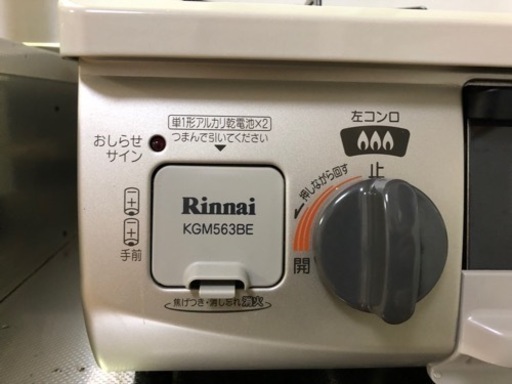 単1形アルカリ乾電池×2
つまんで引いてください
おしらせ
サイン
手前
Rinnai
KGM563BE
焦げつき・消し忘れ消火
左コンロ
止
押しながら回す
開